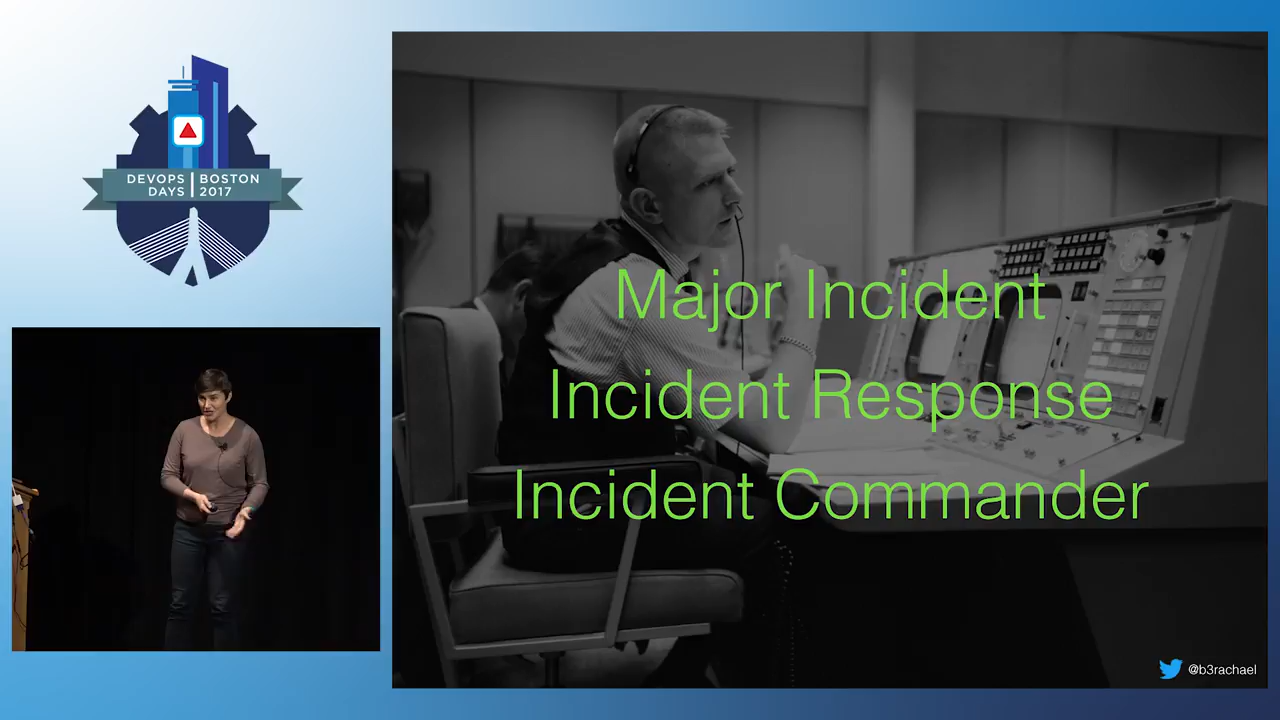 DEVOPS | BOSTON
DAYS | 2017
Major Incident
Incident Response
Incident Commander
@b3rachael